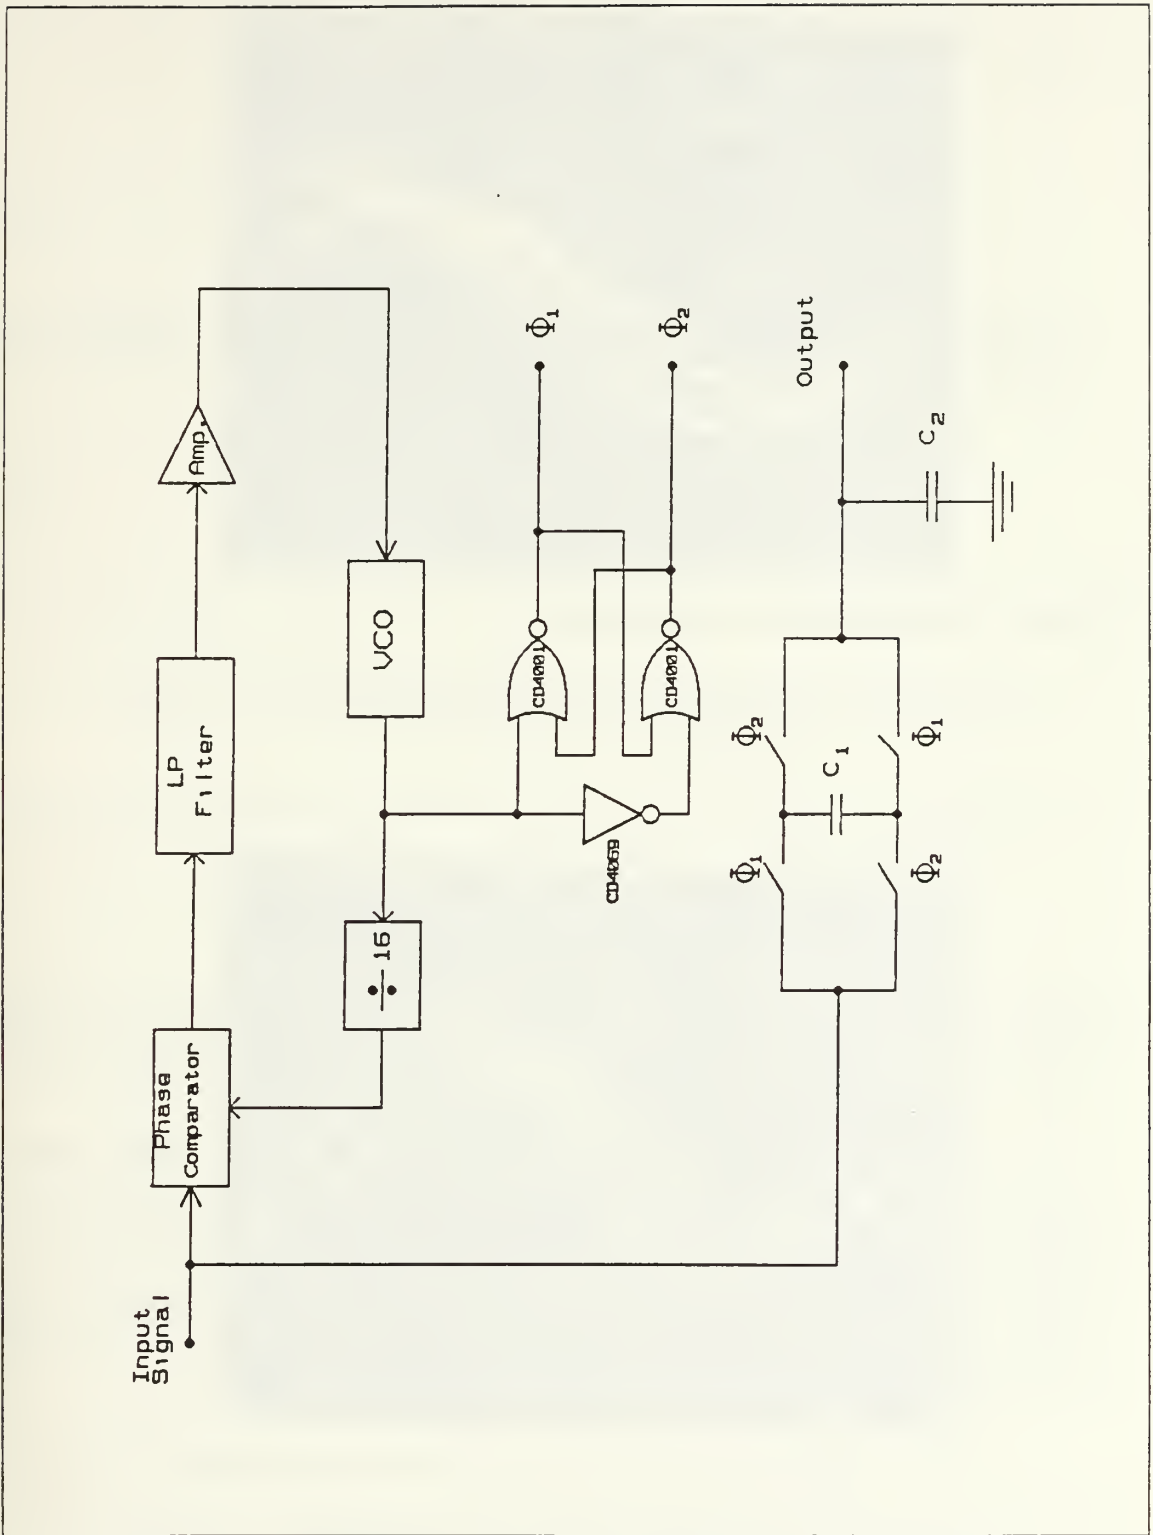 Input
Signal
Phase
Comparator
LP
Filter
Amp.
÷ 16
VCO
CD4069
CD4001
CD4001
Φ1
Φ2
Φ1
Φ2
C1
Φ2
Φ1
Output
C2